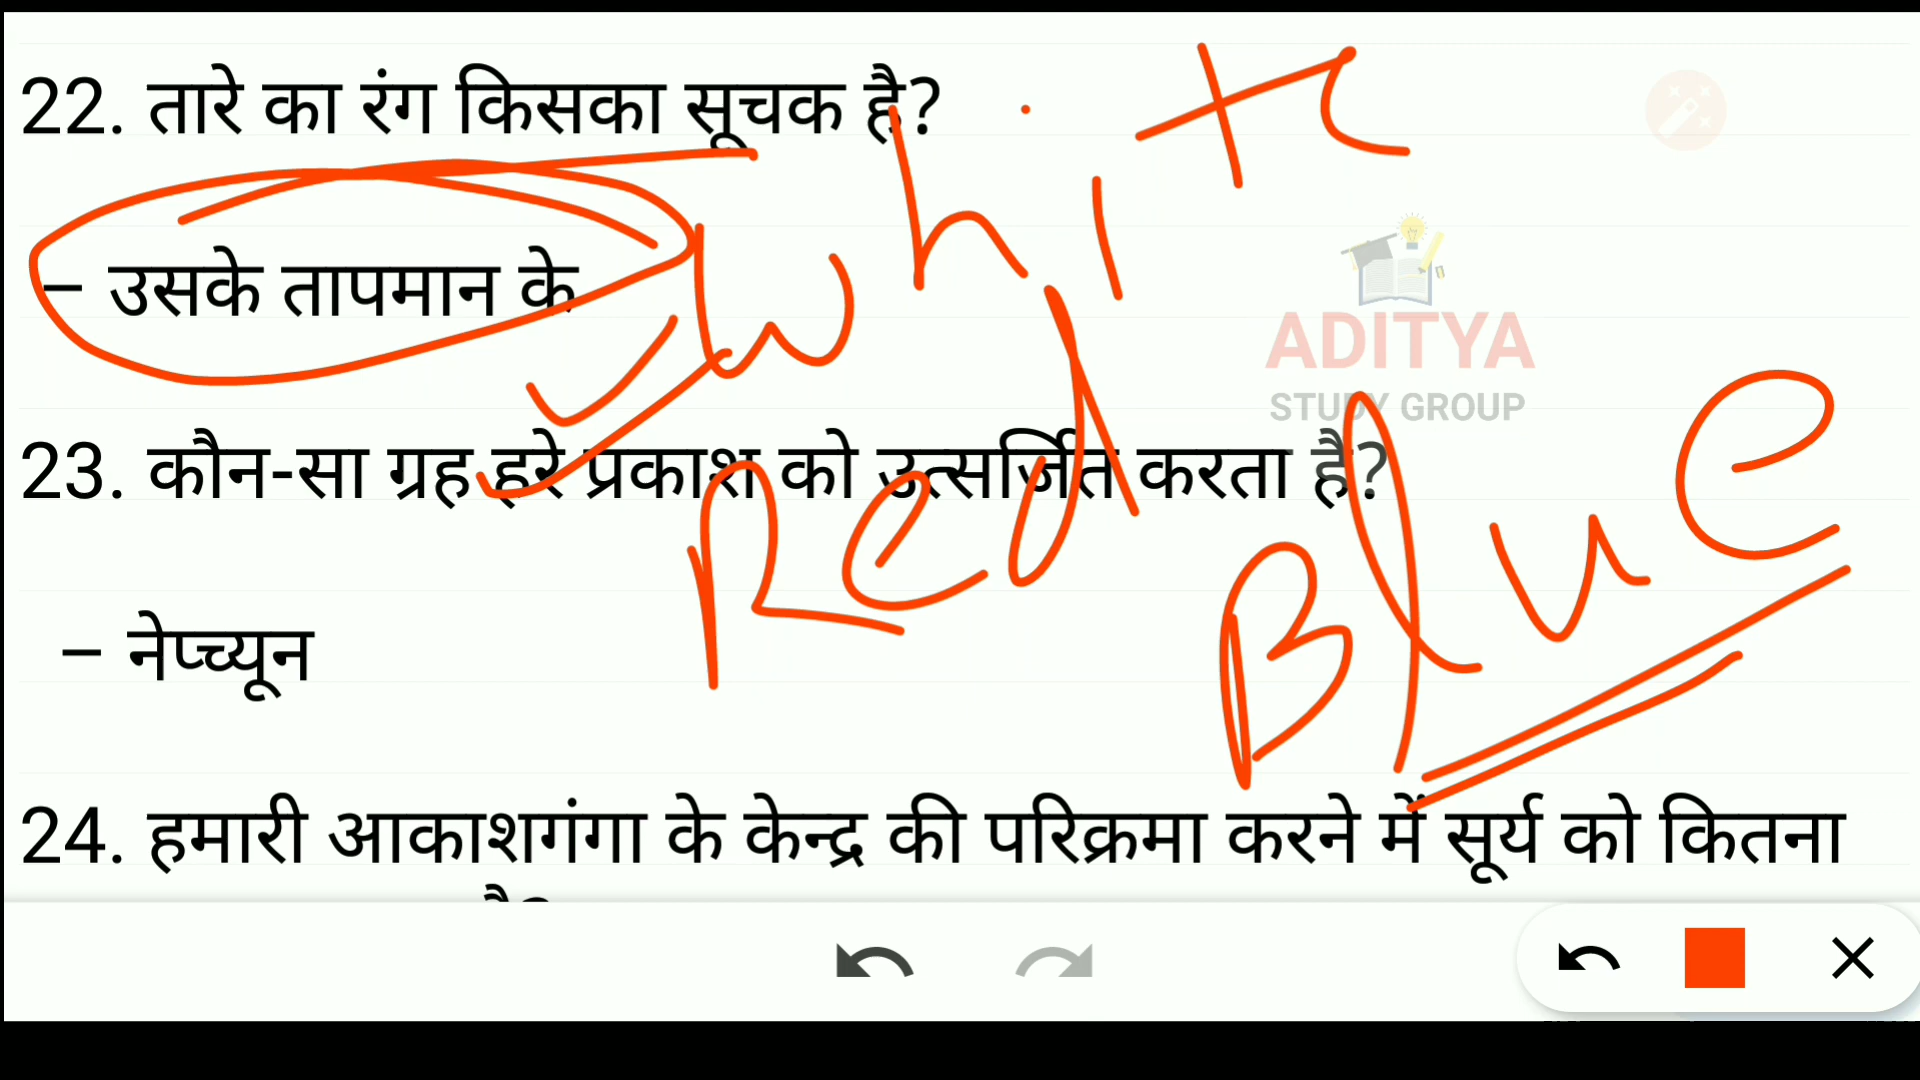 22. तारे का रंग किसका सूचक है?
White
– उसके तापमान के
ADITYA
STUDY GROUP
23. कौन-सा ग्रह हरे प्रकाश को उत्सर्जित करता है?
Red
Blue
– नेप्च्यून
24. हमारी आकाशगंगा के केन्द्र की परिक्रमा करने में सूर्य को कितना